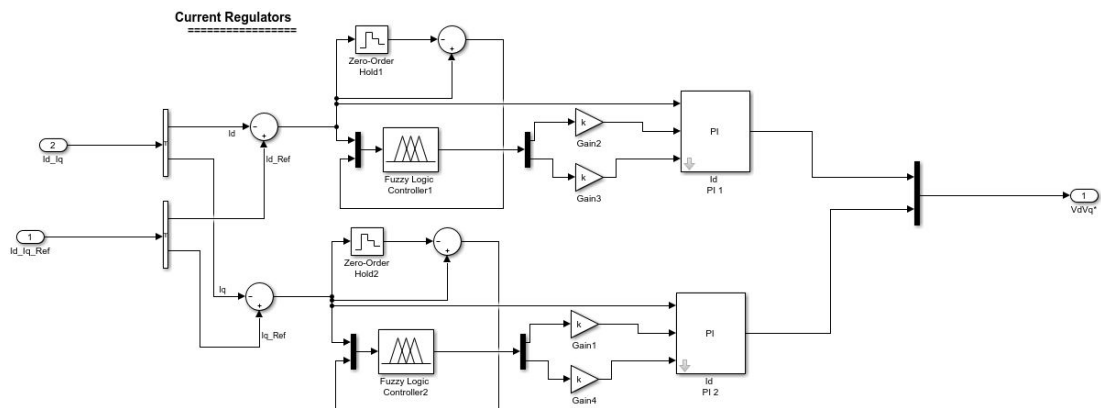 Current Regulators
=================
Zero-Order
Hold1
2
Id_Iq
Id
Id_Ref
Fuzzy Logic
Controller1
k
Gain2
k
Gain3
PI
Id
PI 1
1
Id_Iq_Ref
1
VdVq*
Zero-Order
Hold2
Iq
Iq_Ref
Fuzzy Logic
Controller2
k
Gain1
k
Gain4
PI
Id
PI 2